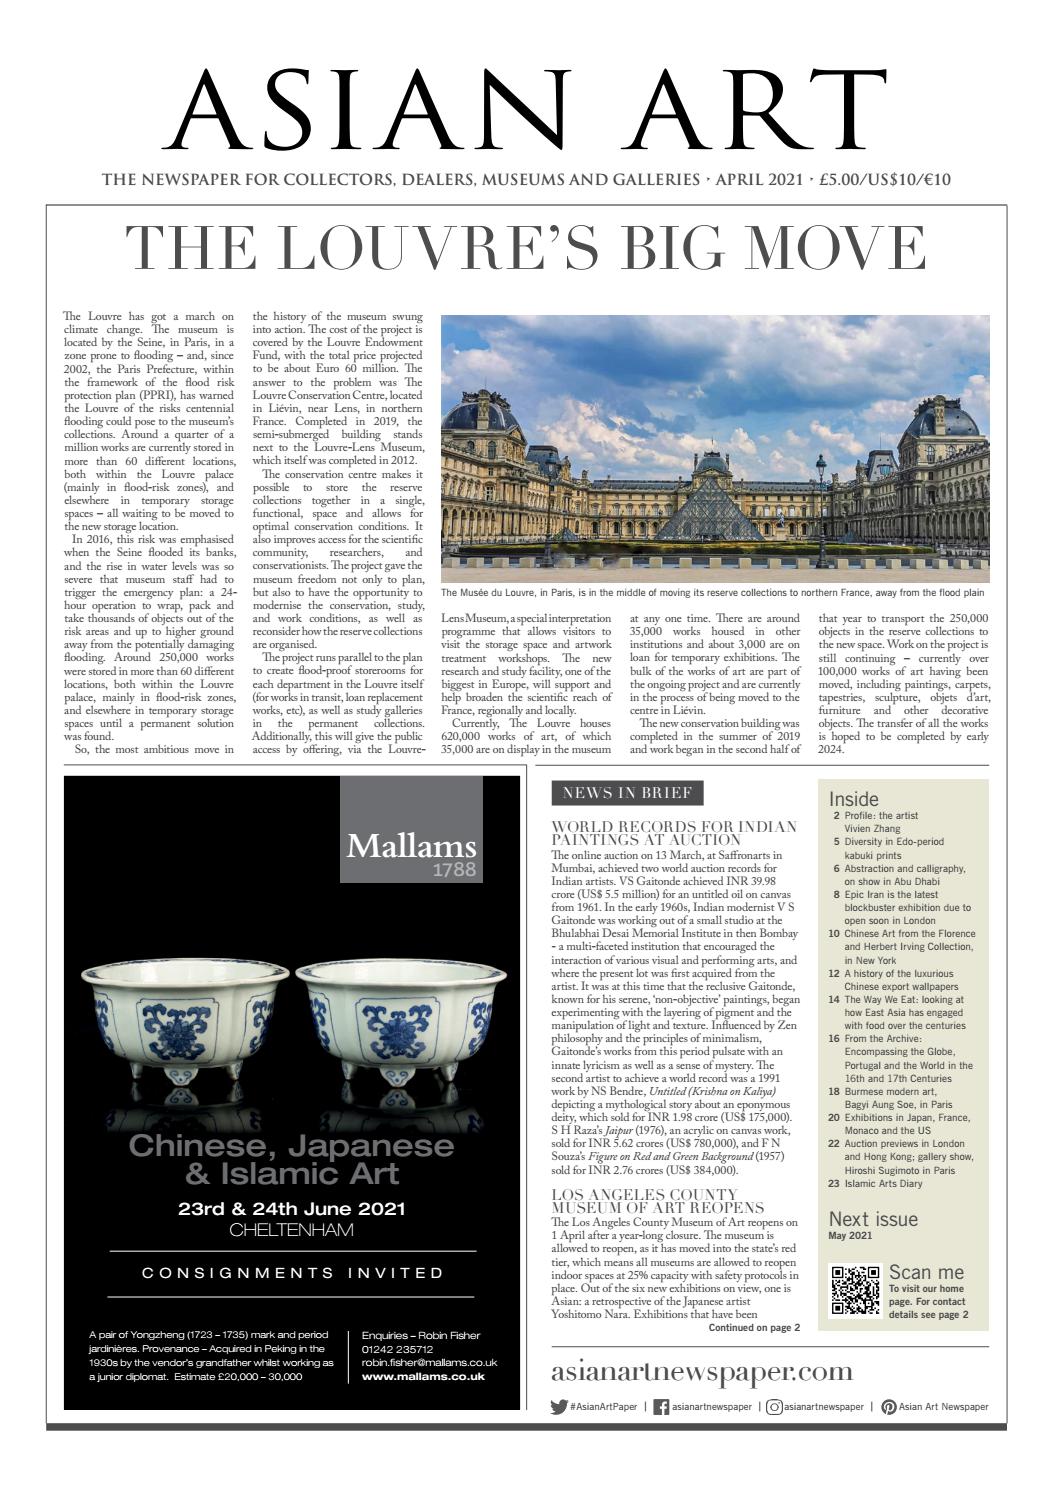 ASIAN ART
THE NEWSPAPER FOR COLLECTORS, DEALERS, MUSEUMS AND GALLERIES · APRIL 2021 · £5.00/US$10/€10
THE LOUVRE'S BIG MOVE
The Louvre has got a march on
climate change. The museum is
located by the Seine, in Paris, in a
zone prone to flooding – and, since
2002, the Paris Prefecture, within
the framework of the flood risk
protection plan (PPRI), has warned
the Louvre of the risks centennial
flooding could pose to the museum's
collections. Around a quarter of a
million works are currently stored in
more than 60 different locations,
both within the Louvre palace
(mainly in flood-risk zones), and
elsewhere in temporary storage
spaces – all waiting to be moved to
the new storage location.
In 2016, this risk was emphasised
when the Seine flooded its banks,
and the rise in water levels was so
severe that museum staff had to
trigger the emergency plan: a 24-
hour operation to wrap, pack and
take thousands of objects out of the
risk areas and up to higher ground
away from the potentially damaging
flooding. Around 250,000 works
were stored in more than 60 different
locations, both within the Louvre
palace, mainly in flood-risk zones,
and elsewhere in temporary storage
spaces until a permanent solution
was found.
So, the most ambitious move in
the history of the museum swung
into action. The cost of the project is
covered by the Louvre Endowment
Fund, with the total price projected
to be about Euro 60 million. The
answer to the problem was The
Louvre Conservation Centre, located
in Liévin, near Lens, in northern
France. Completed in 2019, the
semi-submerged building stands
next to the Louvre-Lens Museum,
which itself was completed in 2012.
The conservation centre makes it
possible to store the reserve
collections together in a single,
functional, space and allows for
optimal conservation conditions. It
also improves access for the scientific
community, researchers, and
conservationists. The project gave the
museum freedom not only to plan,
but also to have the opportunity to
modernise the conservation, study,
and work conditions, as well as
reconsider how the reserve collections
are organised.
The project runs parallel to the plan
to create flood-proof storerooms for
each department in the Louvre itself
(for works in transit, loan replacement
works, etc), as well as study galleries
in the permanent collections.
Additionally, this will give the public
access by offering, via the Louvre-
The Musée du Louvre, in Paris, is in the middle of moving its reserve collections to northern France, away from the flood plain
Lens Museum, a special interpretation
programme that allows visitors to
visit the storage space and artwork
treatment workshops. The new
research and study facility, one of the
biggest in Europe, will support and
help broaden the scientific reach of
France, regionally and locally.
Currently, The Louvre houses
620,000 works of art, of which
35,000 are on display in the museum
at any one time. There are around
35,000 works housed in other
institutions and about 3,000 are on
loan for temporary exhibitions. The
bulk of the works of art are part of
the ongoing project and are currently
in the process of being moved to the
centre in Liévin.
The new conservation building was
completed in the summer of 2019
and work began in the second half of
that year to transport the 250,000
objects in the reserve collections to
the new space. Work on the project is
still continuing – currently over
100,000 works of art having been
moved, including paintings, carpets,
tapestries, sculpture, objets d'art,
furniture and other decorative
objects. The transfer of all the works
is hoped to be completed by early
2024.
Mallams
1788
Chinese, Japanese
& Islamic Art
23rd & 24th June 2021
CHELTENHAM
CONSIGNMENTS INVITED
A pair of Yongzheng (1723 – 1735) mark and period
jardinières. Provenance – Acquired in Peking in the
1930s by the vendor's grandfather whilst working as
a junior diplomat. Estimate £20,000 – 30,000
Enquiries – Robin Fisher
01242 235712
robin.fisher@mallams.co.uk
www.mallams.co.uk
NEWS IN BRIEF
WORLD RECORDS FOR INDIAN
PAINTINGS AT AUCTION
The online auction on 13 March, at Saffronarts in
Mumbai, achieved two world auction records for
Indian artists. VS Gaitonde achieved INR 39.98
crore (US$ 5.5 million) for an untitled oil on canvas
from 1961. In the early 1960s, Indian modernist V S
Gaitonde was working out of a small studio at the
Bhulabhai Desai Memorial Institute in then Bombay
- a multi-faceted institution that encouraged the
interaction of various visual and performing arts, and
where the present lot was first acquired from the
artist. It was at this time that the reclusive Gaitonde,
known for his serene, 'non-objective' paintings, began
experimenting with the layering of pigment and the
manipulation of light and texture. Influenced by Zen
philosophy and the principles of minimalism,
Gaitonde's works from this period pulsate with an
innate lyricism as well as a sense of mystery. The
second artist to achieve a world record was a 1991
work by NS Bendre, Untitled (Krishna on Kaliya)
depicting a mythological story about an eponymous
deity, which sold for INR 1.98 crore (US$ 175,000).
S H Raza's Jaipur (1976), an acrylic on canvas work,
sold for INR 5.62 crores (US$ 780,000), and F N
Souza's Figure on Red and Green Background (1957)
sold for INR 2.76 crores (US$ 384,000).
LOS ANGELES COUNTY
MUSEUM OF ART REOPENS
The Los Angeles County Museum of Art reopens on
1 April after a year-long closure. The museum is
allowed to reopen, as it has moved into the state's red
tier, which means all museums are allowed to reopen
indoor spaces at 25% capacity with safety protocols in
place. Out of the six new exhibitions on view, one is
Asian: a retrospective of the Japanese artist
Yoshitomo Nara. Exhibitions that have been
Continued on page 2
Inside
2 Profile: the artist
Vivien Zhang
5 Diversity in Edo-period
kabuki prints
6 Abstraction and calligraphy,
on show in Abu Dhabi
8 Epic Iran is the latest
blockbuster exhibition due to
open soon in London
10 Chinese Art from the Florence
and Herbert Irving Collection,
in New York
12 A history of the luxurious
Chinese export wallpapers
14 The Way We Eat: looking at
how East Asia has engaged
with food over the centuries
16 From the Archive:
Encompassing the Globe,
Portugal and the World in the
16th and 17th Centuries
18 Burmese modern art,
Bagyi Aung Soe, in Paris
20 Exhibitions in Japan, France,
Monaco and the US
22 Auction previews in London
and Hong Kong; gallery show,
Hiroshi Sugimoto in Paris
23 Islamic Arts Diary
Next issue
May 2021
Scan me
To visit our home
page. For contact
details see page 2
asianartnewspaper.com
#AsianArtPaper | asianartnewspaper | asianartnewspaper | Asian Art Newspaper